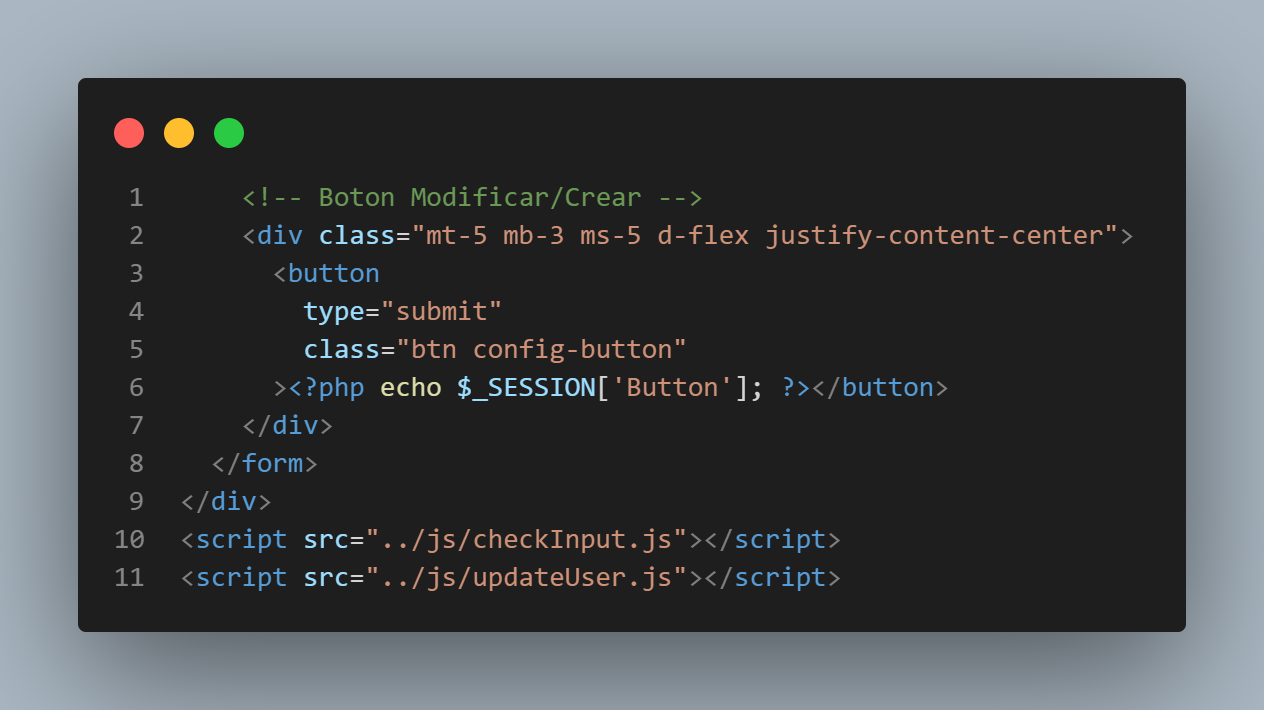 1 <!-- Boton Modificar/Crear -->
2 <div class="mt-5 mb-3 ms-5 d-flex justify-content-center">
3 <button
4 type="submit"
5 class="btn config-button"
6 ><?php echo $_SESSION['Button']; ?></button>
7 </div>
8 </form>
9 </div>
10 <script src="../js/checkInput.js"></script>
11 <script src="../js/updateUser.js"></script>